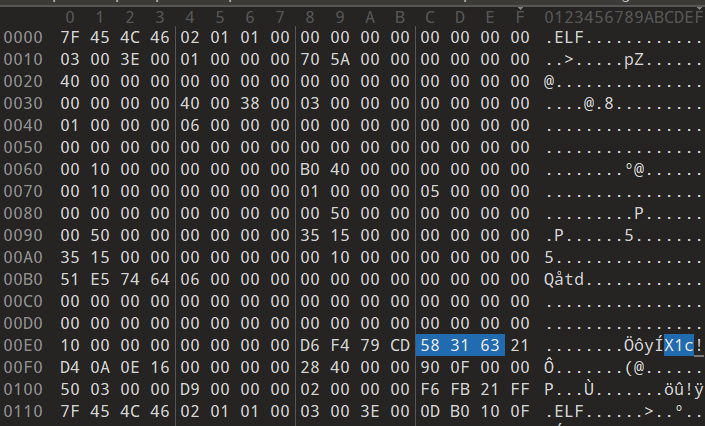 0 1 2 3 4 5 6 7 8 9 A B C D E F 0123456789ABCDEF
0000 7F 45 4C 46 02 01 01 00 00 00 00 00 00 00 00 00 .ELF............
0010 03 00 3E 00 01 00 00 00 70 5A 00 00 00 00 00 00 ..>.....pZ......
0020 40 00 00 00 00 00 00 00 00 00 00 00 00 00 00 00 @...............
0030 00 00 00 00 40 00 38 00 03 00 00 00 00 00 00 00 ....@.8.........
0040 01 00 00 00 06 00 00 00 00 00 00 00 00 00 00 00 ................
0050 00 00 00 00 00 00 00 00 00 00 00 00 00 00 00 00 ................
0060 00 10 00 00 00 00 00 00 B0 40 00 00 00 00 00 00 ........°@......
0070 00 10 00 00 00 00 00 00 01 00 00 00 05 00 00 00 ................
0080 00 00 00 00 00 00 00 00 00 50 00 00 00 00 00 00 .........P......
0090 00 50 00 00 00 00 00 00 35 15 00 00 00 00 00 00 .P......5.......
00A0 35 15 00 00 00 00 00 00 00 10 00 00 00 00 00 00 5...............
00B0 51 E5 74 64 06 00 00 00 00 00 00 00 00 00 00 00 Qåtd............
00C0 00 00 00 00 00 00 00 00 00 00 00 00 00 00 00 00 ................
00D0 00 00 00 00 00 00 00 00 00 00 00 00 00 00 00 00 ................
00E0 10 00 00 00 00 00 00 00 D6 F4 79 CD 58 31 63 21 ........ÖôyÍX1c!
00F0 D4 0A 0E 16 00 00 00 00 28 40 00 00 90 0F 00 00 Ô.......(@......
0100 50 03 00 00 D9 00 00 00 02 00 00 00 F6 FB 21 FF P...Ù.......öû!ÿ
0110 7F 45 4C 46 02 01 01 00 03 00 3E 00 0D B0 10 0F .ELF......>..°..